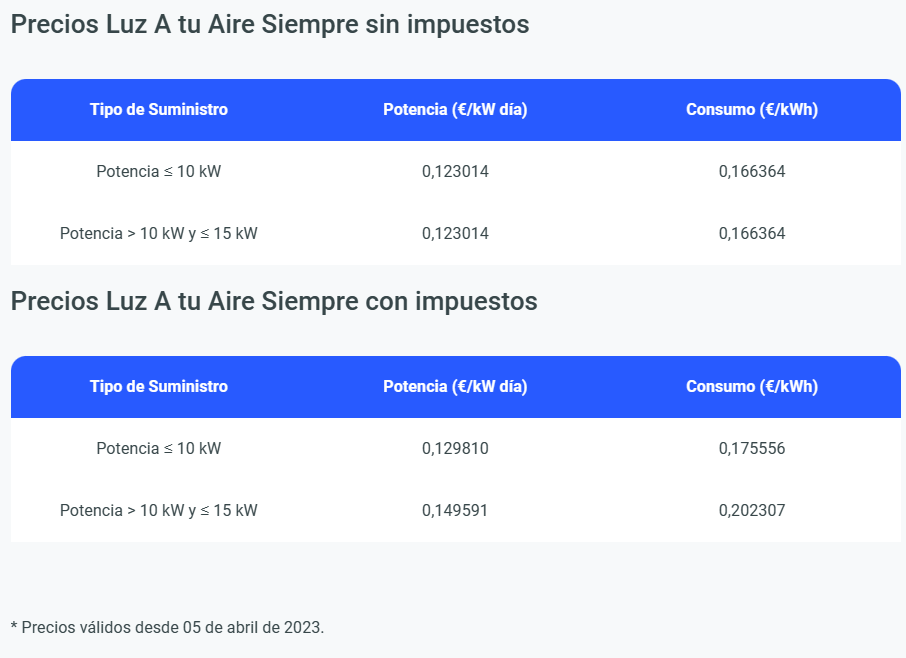 Precios Luz A tu Aire Siempre sin impuestos
Tipo de Suministro Potencia (€/kW día) Consumo (€/kWh)
Potencia ≤ 10 kW 0,123014 0,166364
Potencia > 10 kW y ≤ 15 kW 0,123014 0,166364
Precios Luz A tu Aire Siempre con impuestos
Tipo de Suministro Potencia (€/kW día) Consumo (€/kWh)
Potencia ≤ 10 kW 0,129810 0,175556
Potencia > 10 kW y ≤ 15 kW 0,149591 0,202307
* Precios válidos desde 05 de abril de 2023.